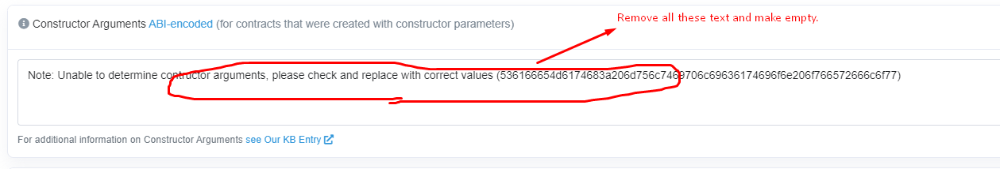 Remove all these text and make empty.
Constructor Arguments ABI-encoded (for contracts that were created with constructor parameters)
Note: Unable to determine contructor arguments, please check and replace with correct values (536166654d6174683a206d756c7469706c69636174696f6e206f766572666c6f77)
For additional information on Constructor Arguments see Our KB Entry